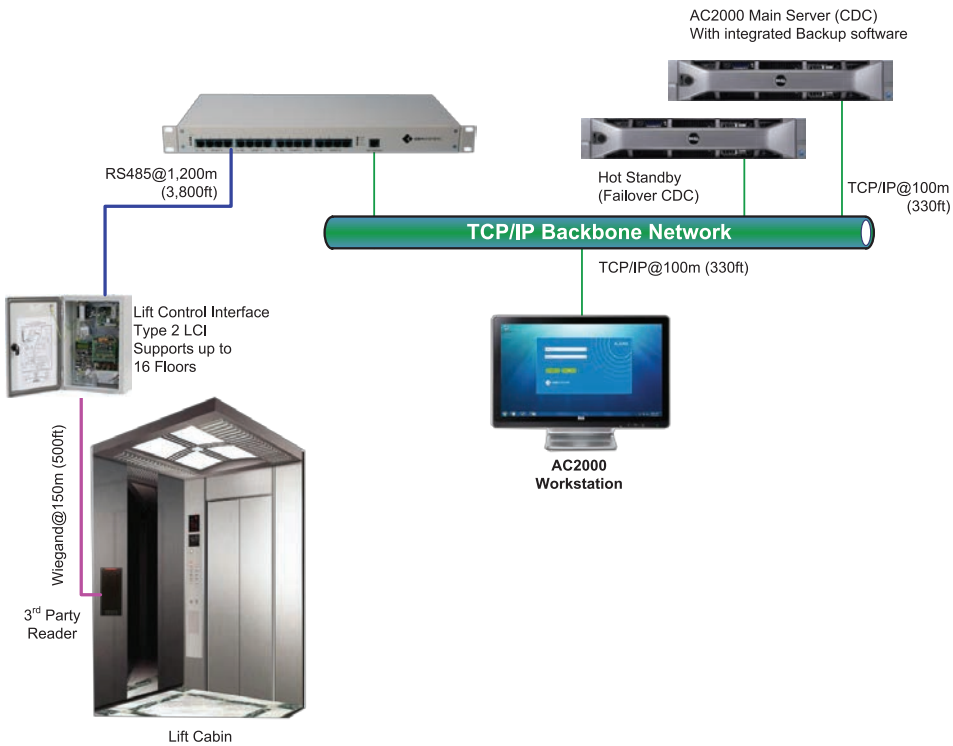 AC2000 Main Server (CDC)
With integrated Backup software
RS485@1,200m
(3,800ft)
Hot Standby
(Failover CDC)
TCP/IP@100m
(330ft)
TCP/IP Backbone Network
TCP/IP@100m (330ft)
Lift Control Interface
Type 2 LCI
Supports up to
16 Floors
AC2000
Workstation
Wiegand@150m (500ft)
3rd Party
Reader
Lift Cabin